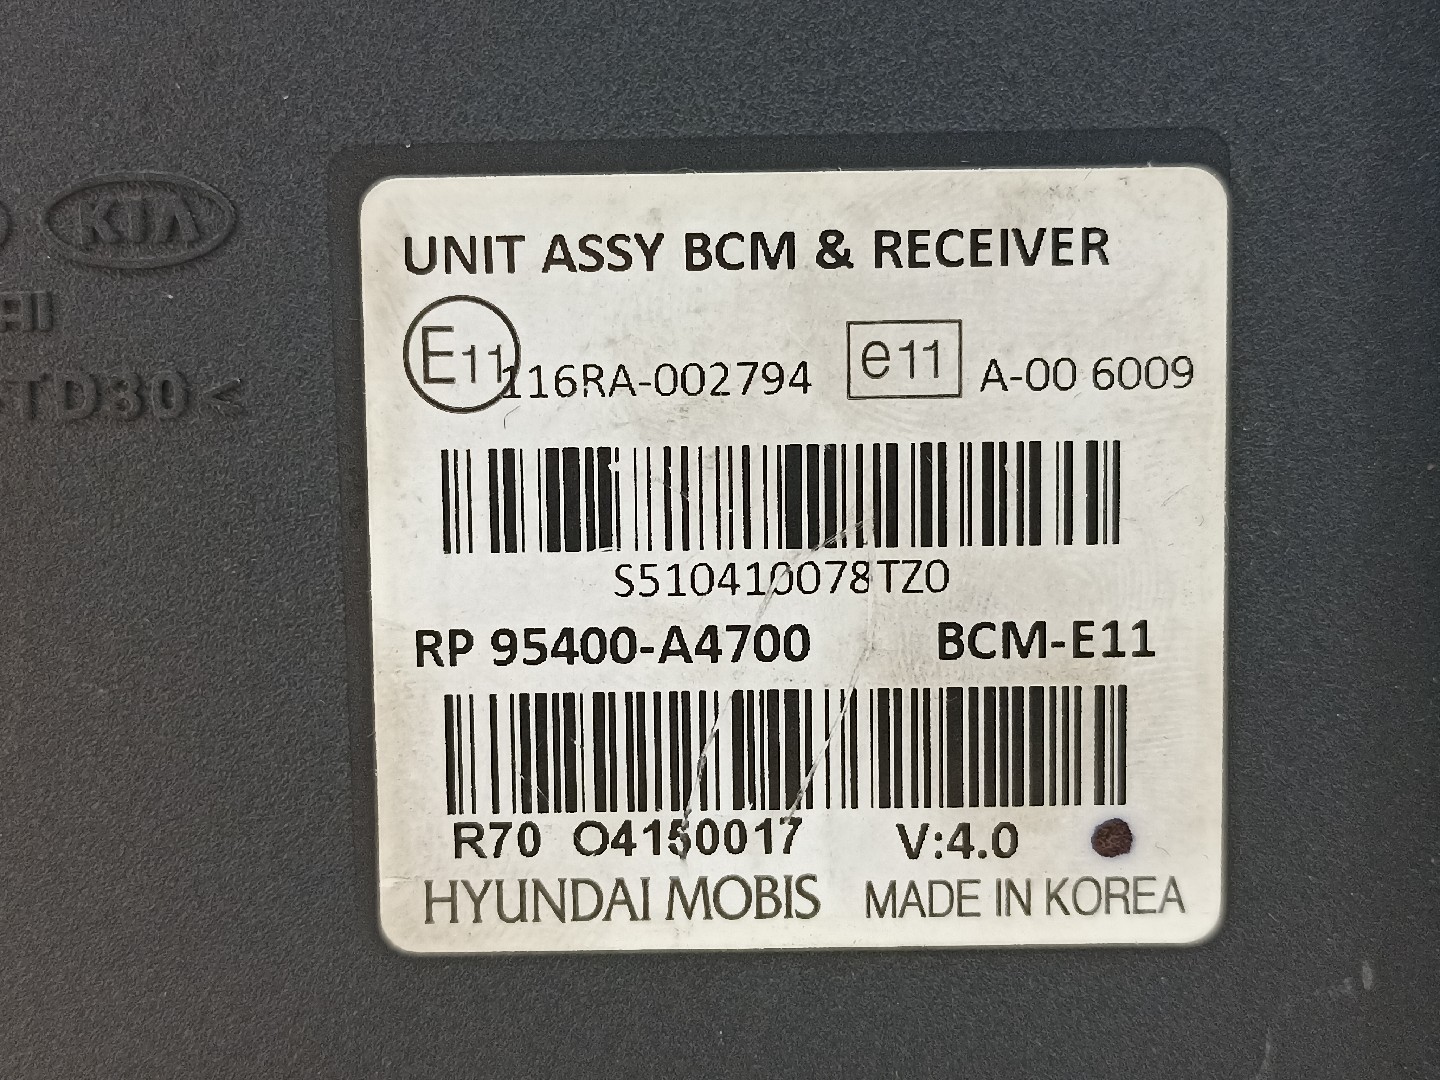 KIA
UNIT ASSY BCM & RECEIVER
E11 116RA-002794 e11 A-00 6009
S510410078TZ0
RP 95400-A4700 BCM-E11
R70 O4150017 V:4.0
HYUNDAI MOBIS MADE IN KOREA
TD30<